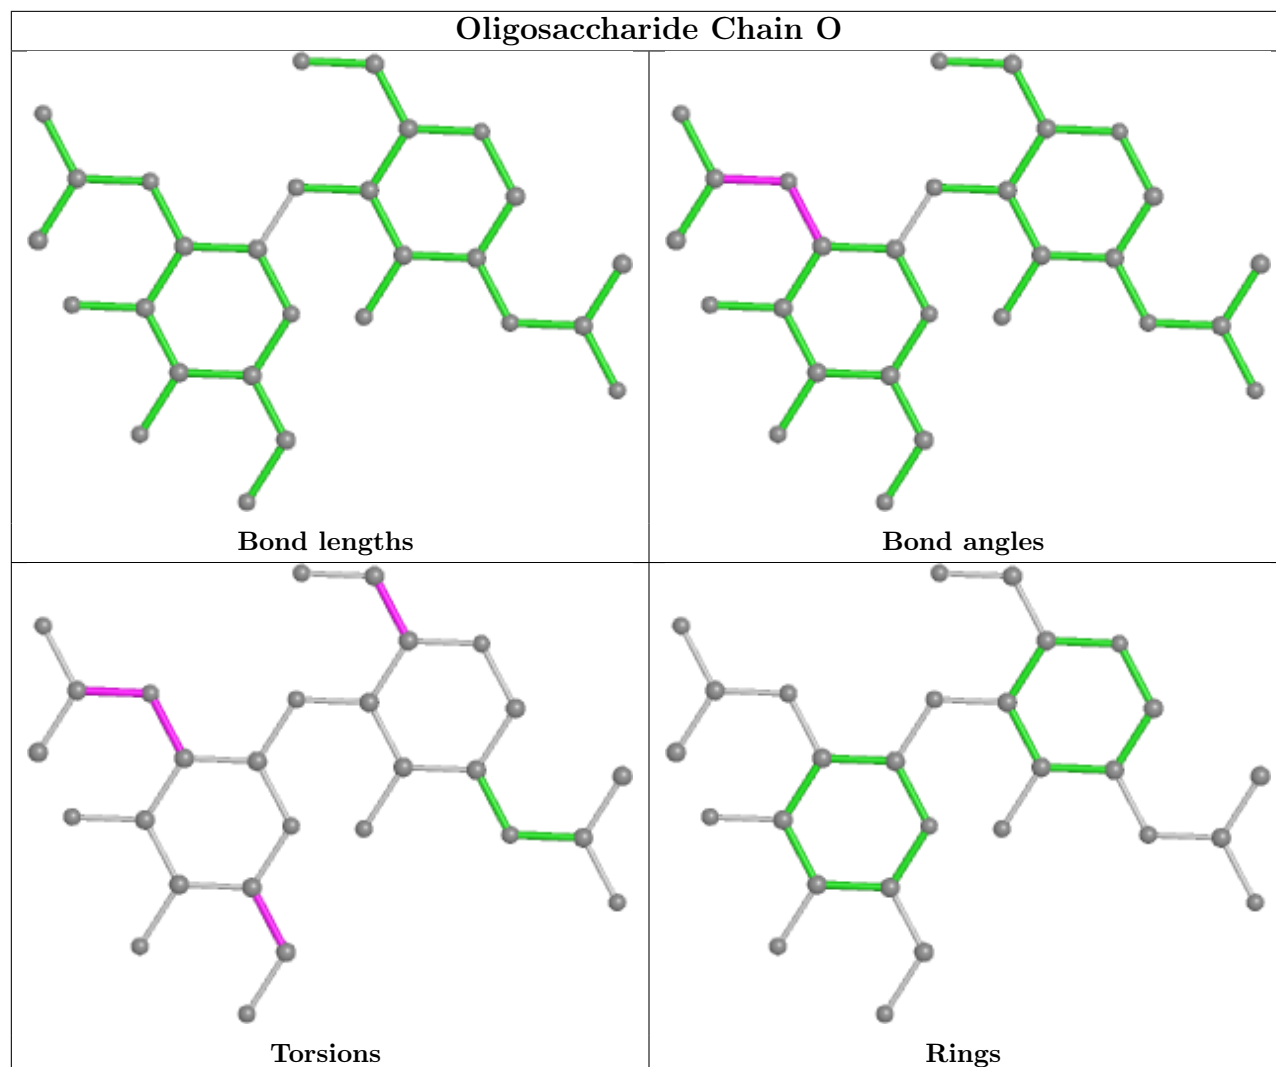 Oligosaccharide Chain O
Bond lengths
Bond angles
Torsions
Rings